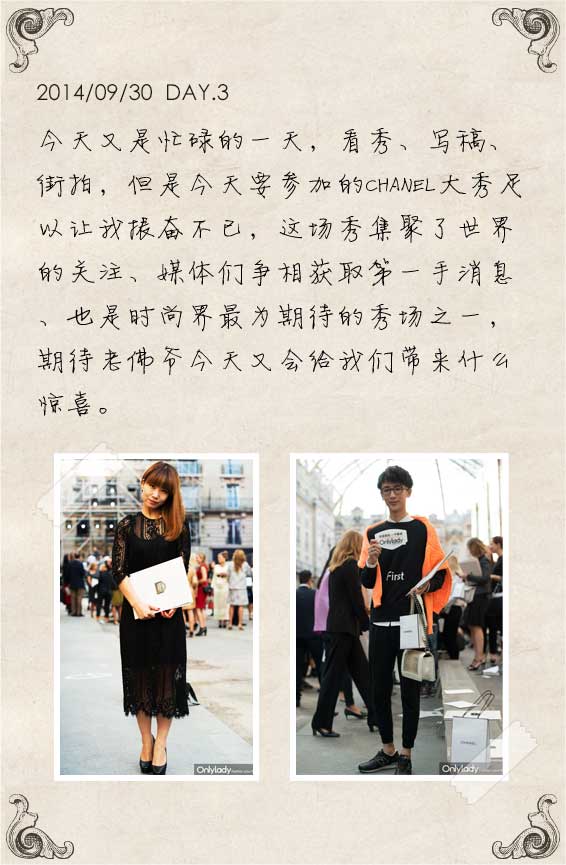 2014/09/30 DAY.3
今天又是忙碌的一天，看秀、写稿、
街拍，但是今天要参加的CHANEL大秀足
以让我振奋不已，这场秀集聚了世界
的关注、媒体们争相获取第一手消息
、也是时尚界最为期待的秀场之一，
期待老佛爷今天又会给我们带来什么
惊喜。
Onlylady
First
CHANEL
Onlylady
Onlylady